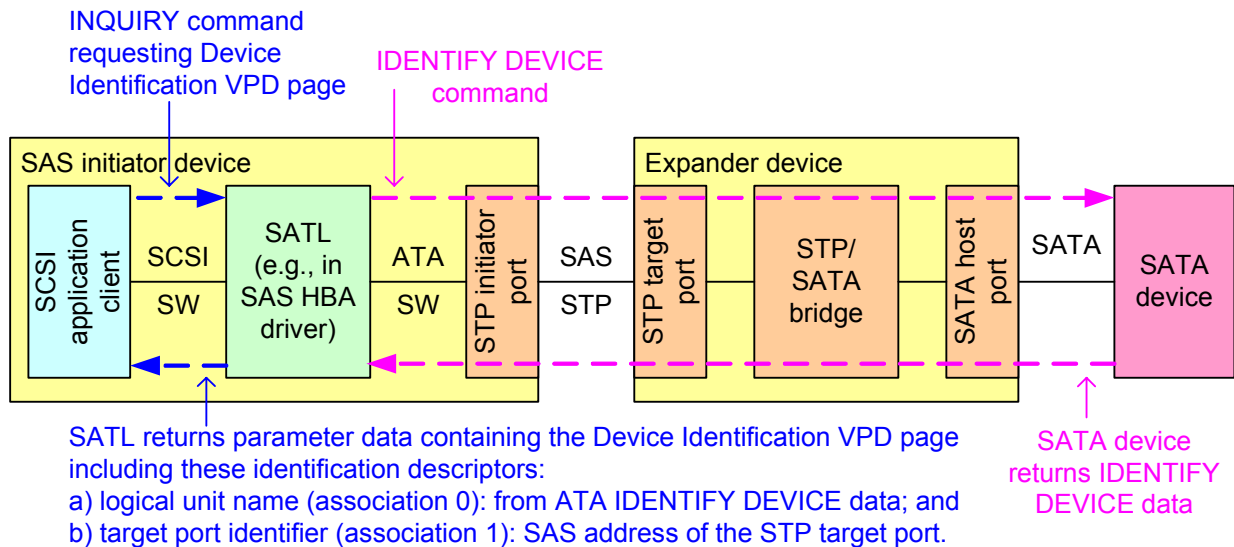 INQUIRY command
requesting Device
Identification VPD page
IDENTIFY DEVICE
command
SAS initiator device
Expander device
SCSI
application
client
SCSI
SW
SATL
(e.g., in
SAS HBA
driver)
ATA
SW
STP initiator
port
SAS
STP
STP target
port
STP/
SATA
bridge
SATA host
port
SATA
SATA
device
SATL returns parameter data containing the Device Identification VPD page
including these identification descriptors:
a) logical unit name (association 0): from ATA IDENTIFY DEVICE data; and
b) target port identifier (association 1): SAS address of the STP target port.
SATA device
returns IDENTIFY
DEVICE data